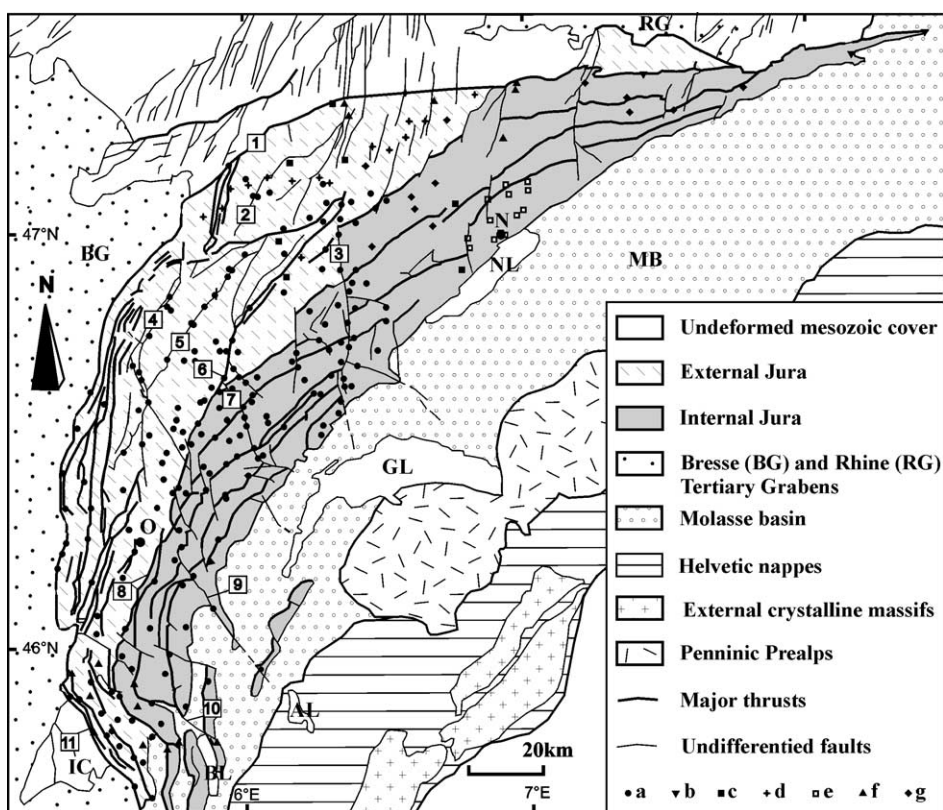 RG
1
2
47°N
BG
3
N
NL
MB
N
4
5
6
7
GL
O
8
9
46°N
10
AL
11
IC
BL
20km
6°E
7°E
Undeformed mesozoic cover
External Jura
Internal Jura
Bresse (BG) and Rhine (RG)
Tertiary Grabens
Molasse basin
Helvetic nappes
External crystalline massifs
Penninic Prealps
Major thrusts
Undifferentied faults
a b c d e f g